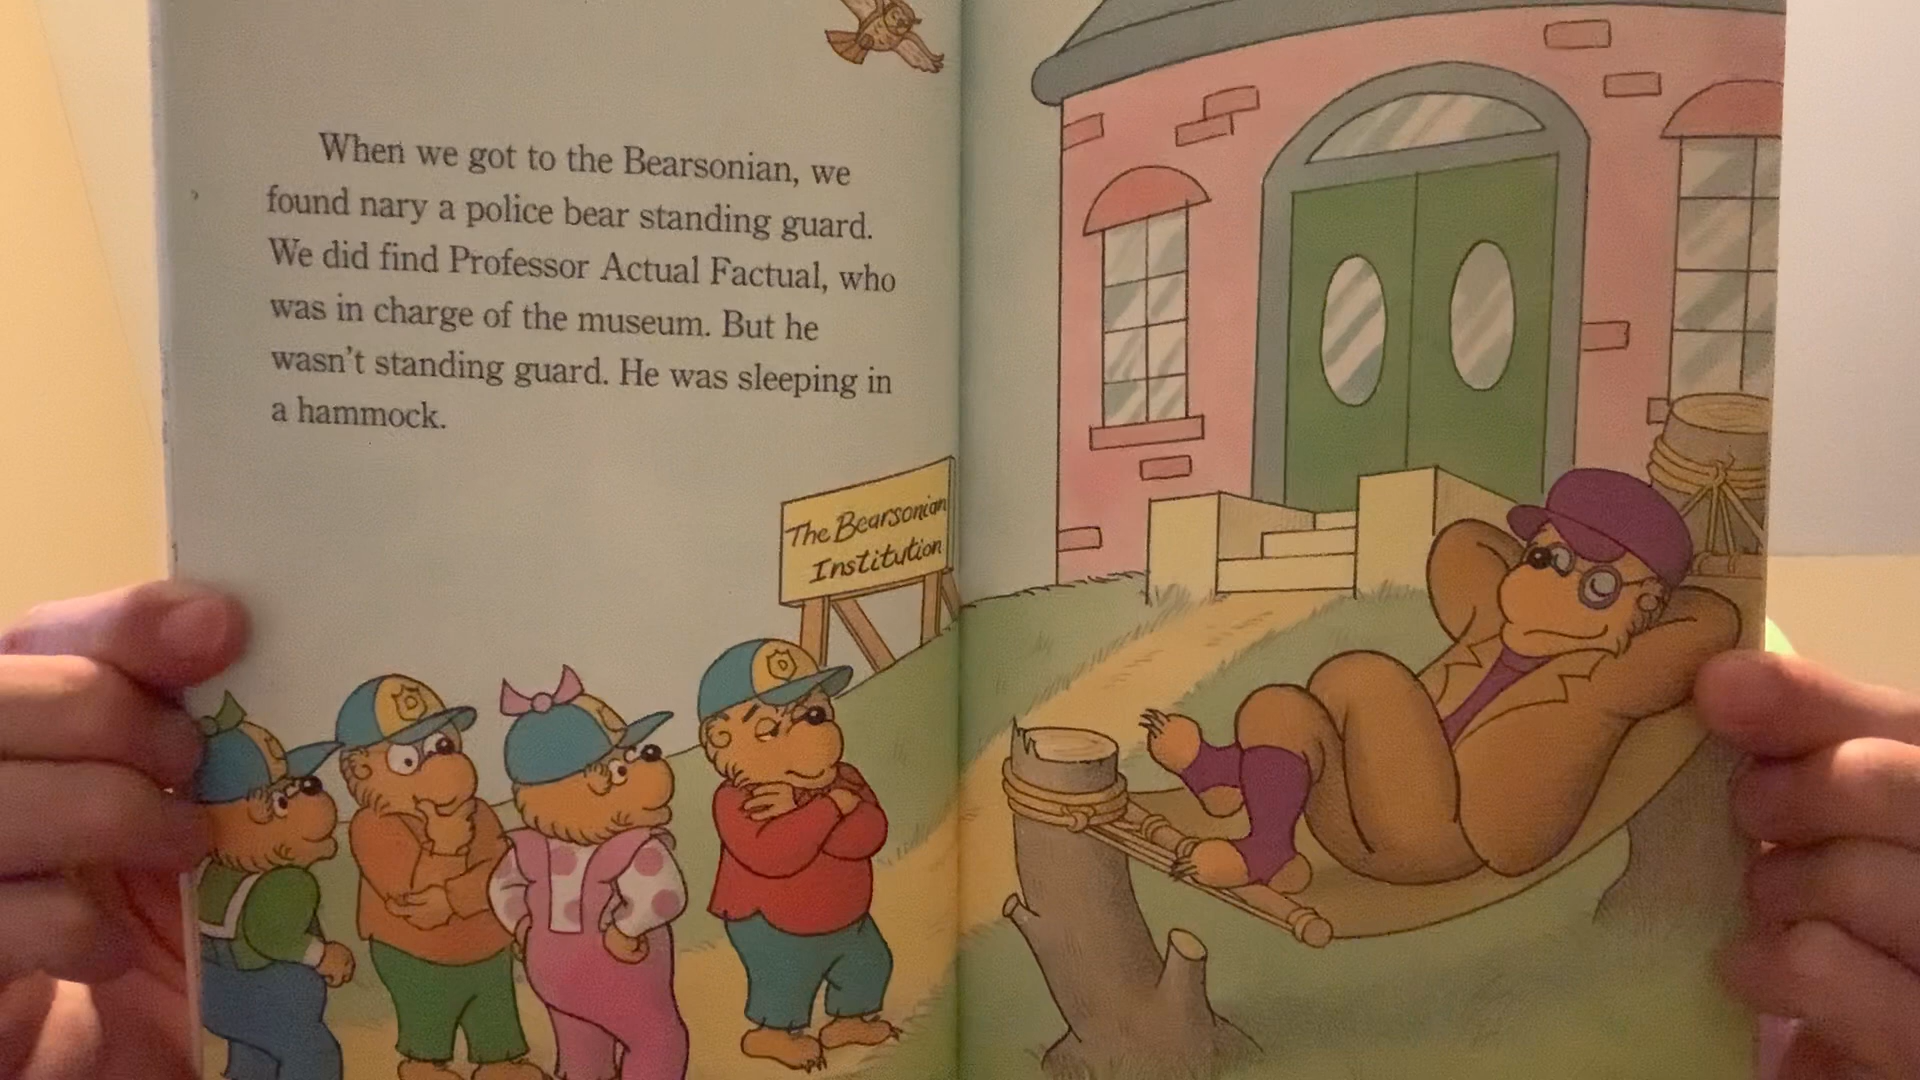 When we got to the Bearsonian, we
found nary a police bear standing guard.
We did find Professor Actual Factual, who
was in charge of the museum. But he
wasn't standing guard. He was sleeping in
a hammock.
The Bearsonian
Institution